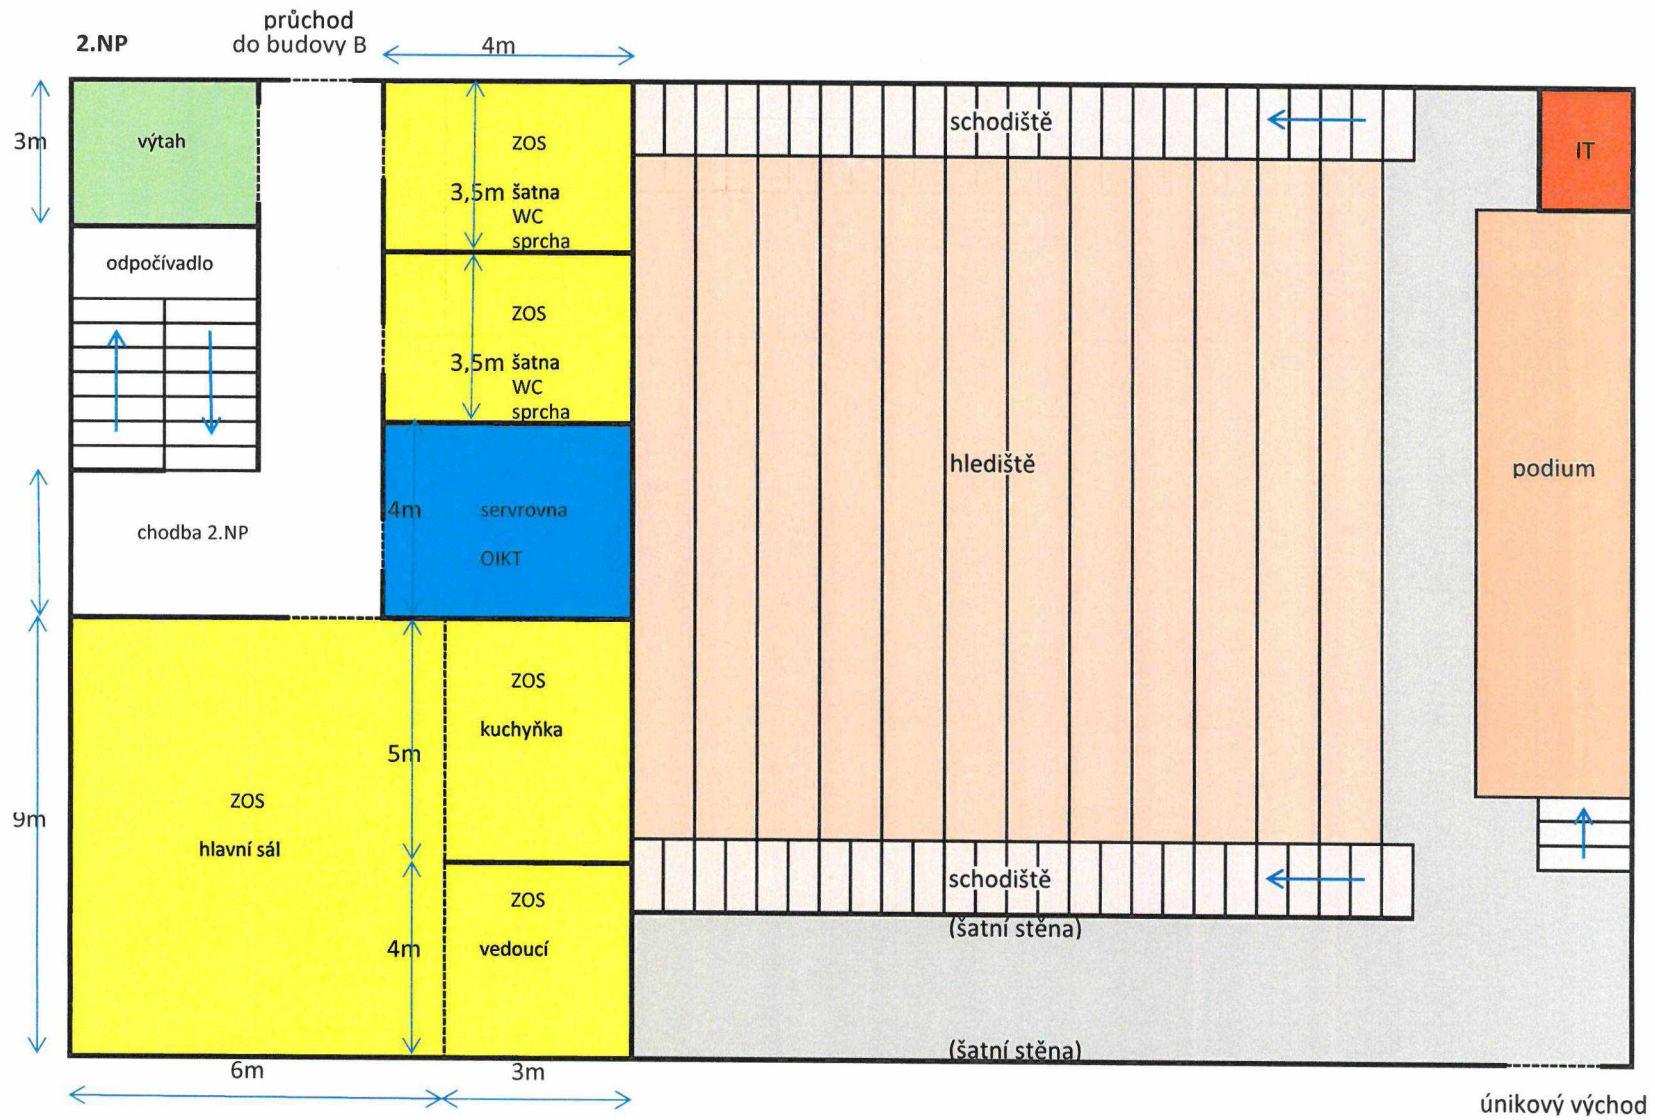 2.NP
průchod
do budovy B
4m
3m
výtah
ZOS
3,5m šatna
WC
sprcha
schodiště
IT
odpočívadlo
ZOS
3,5m šatna
WC
sprcha
hlediště
podium
4m
servrovna
OIKT
chodba 2.NP
ZOS
kuchyňka
5m
9m
ZOS
hlavní sál
schodiště
(šatní stěna)
ZOS
4m
vedoucí
(šatní stěna)
6m
3m
únikový východ